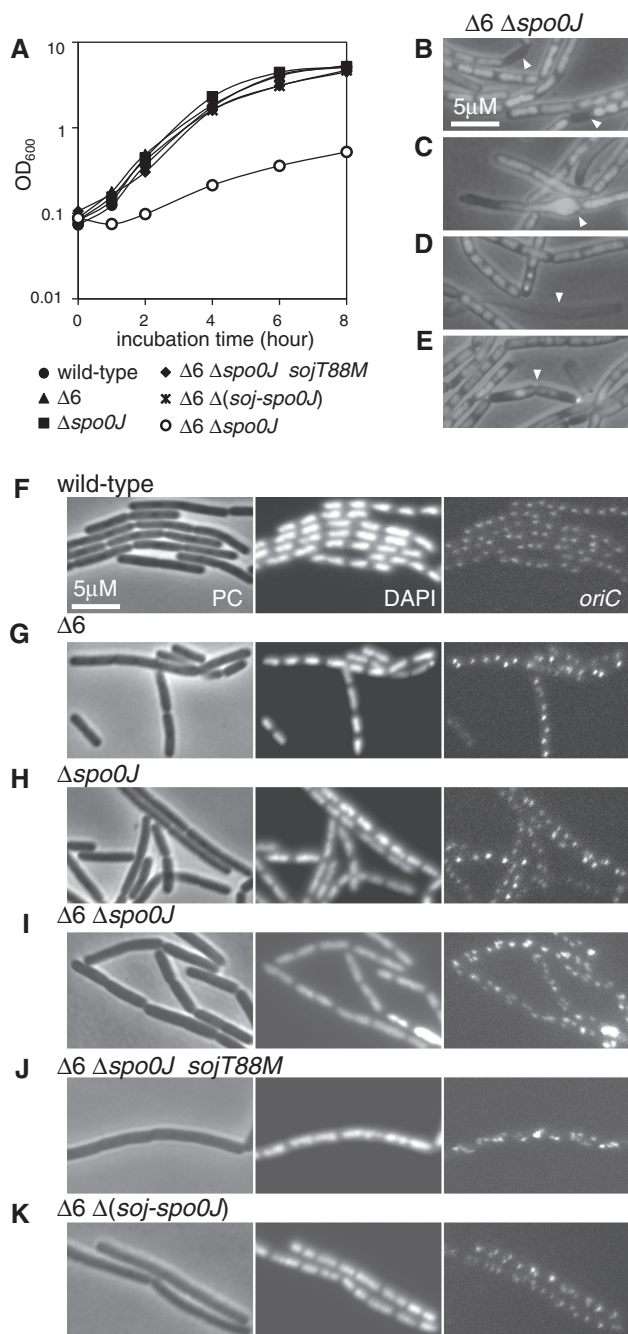 A
10
1
0.1
0.01
OD600
0 2 4 6 8
incubation time (hour)
wild-type
Δ6
Δspo0J
Δ6 Δspo0J sojT88M
Δ6 Δ(soj-spo0J)
Δ6 Δspo0J
Δ6 Δspo0J
B
5μM
C
D
E
F wild-type
5μM
PC
DAPI
oriC
G Δ6
H Δspo0J
I Δ6 Δspo0J
J Δ6 Δspo0J sojT88M
K Δ6 Δ(soj-spo0J)